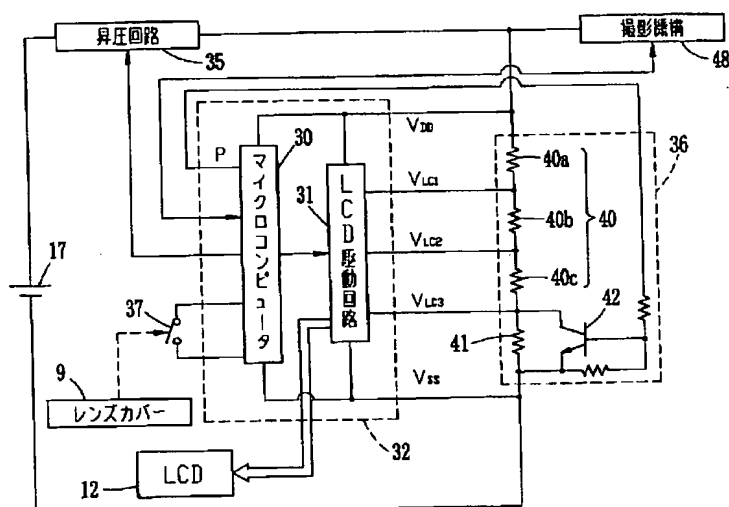 昇圧回路
35
撮影機構
48
30
P
VDD
36
マイクロコンピュータ
31
LCD駆動回路
VLC1
40a
40b
40
VLC2
40c
17
VLC3
42
37
41
9
レンズカバー
VSS
32
12
LCD